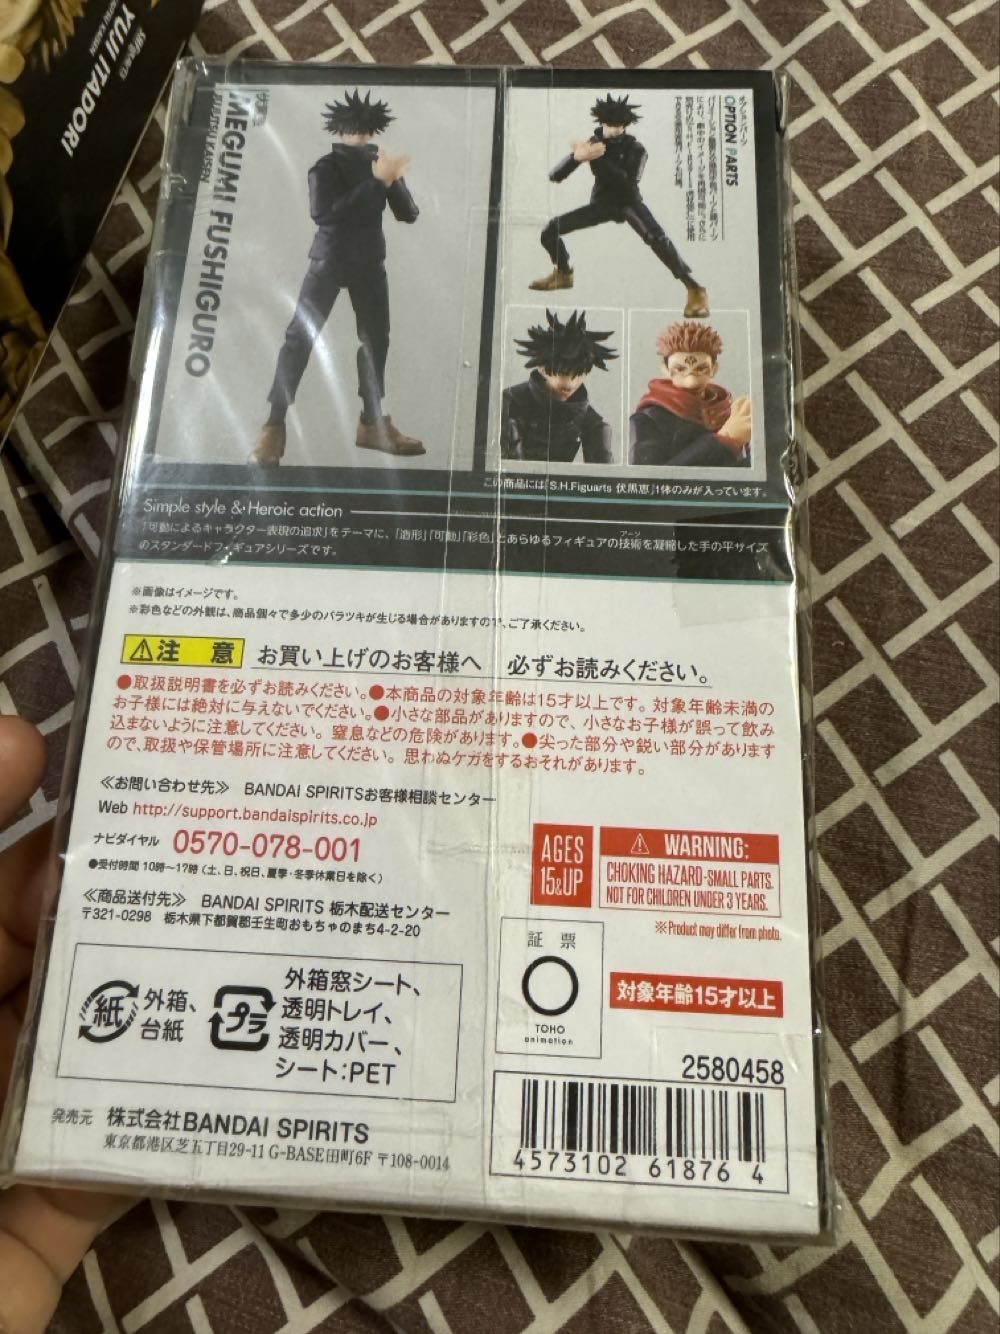 S.H.Figuarts
YUJI ITADORI
JUJUTSU KAISEN
伏黒恵
MEGUMI FUSHIGURO
JUJUTSU KAISEN
オプションパーツ
OPTION PARTS
この商品には「S.H.Figuarts 伏黒恵」1体のみが入っています。
Simple style & Heroic action
「可動によるキャラクター表現の追求」をテーマに、「造形」「可動」「彩色」とあらゆるフィギュアの技術を凝縮した手の平サイズ
アーツ
のスタンダードフィギュアシリーズです。
※画像はイメージです。
※彩色などの外観は、商品個々で多少のバラツキが生じる場合がありますので、ご了承ください。
注 意 お買い上げのお客様へ 必ずお読みください。
●取扱説明書を必ずお読みください。●本商品の対象年齢は15才以上です。対象年齢未満の
お子様には絶対に与えないでください。●小さな部品がありますので、小さなお子様が誤って飲み
込まないように注意してください。窒息などの危険があります。●尖った部分や鋭い部分があります
ので、取扱や保管場所に注意してください。思わぬケガをするおそれがあります。
≪お問い合わせ先≫ BANDAI SPIRITSお客様相談センター
Web http://support.bandaispirits.co.jp
ナビダイヤル 0570-078-001
●受付時間 10時～17時 (土、日、祝日、夏季・冬季休業日を除く)
≪商品送付先≫ BANDAI SPIRITS 栃木配送センター
〒321-0298 栃木県下都賀郡壬生町おもちゃのまち4-2-20
AGES
15&UP
WARNING:
CHOKING HAZARD-SMALL PARTS.
NOT FOR CHILDREN UNDER 3 YEARS.
※Product may differ from photo.
証 票
TOHO
animation
対象年齢15才以上
紙
外箱、
台紙
プラ
外箱窓シート、
透明トレイ、
透明カバー、
シート:PET
発売元 株式会社BANDAI SPIRITS
東京都港区芝五丁目29-11 G-BASE田町6F 〒108-0014
2580458
4573102 61876 4